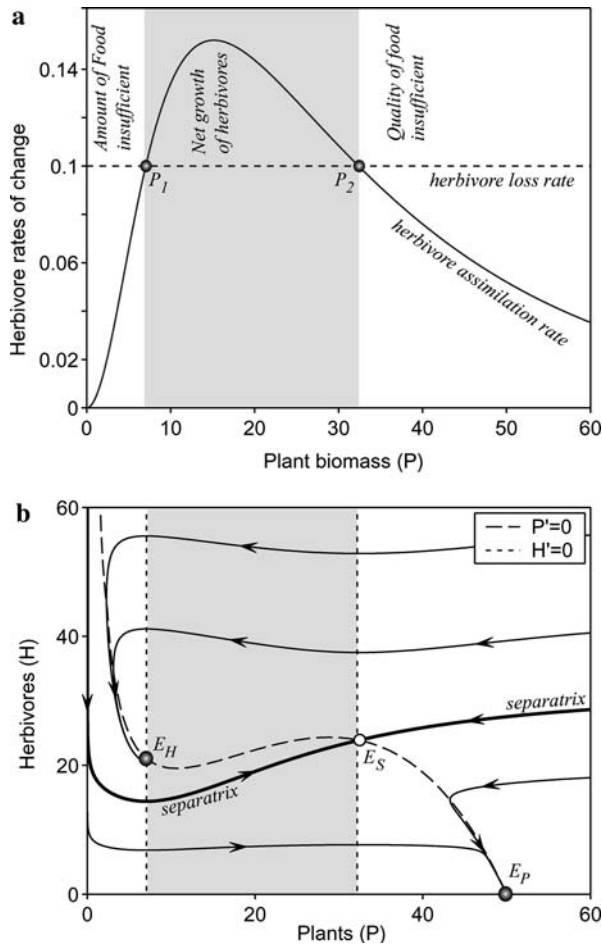 a
Herbivore rates of change
0.14
0.1
0.06
0.02
0
Amount of Food
insufficient
Net growth
of herbivores
Quality of food
insufficient
P1
P2
herbivore loss rate
herbivore assimilation rate
0 10 20 30 40 50 60
Plant biomass (P)
b
Herbivores (H)
60
40
20
0
P'=0
H'=0
separatrix
EH
ES
separatrix
EP
0 20 40 60
Plants (P)